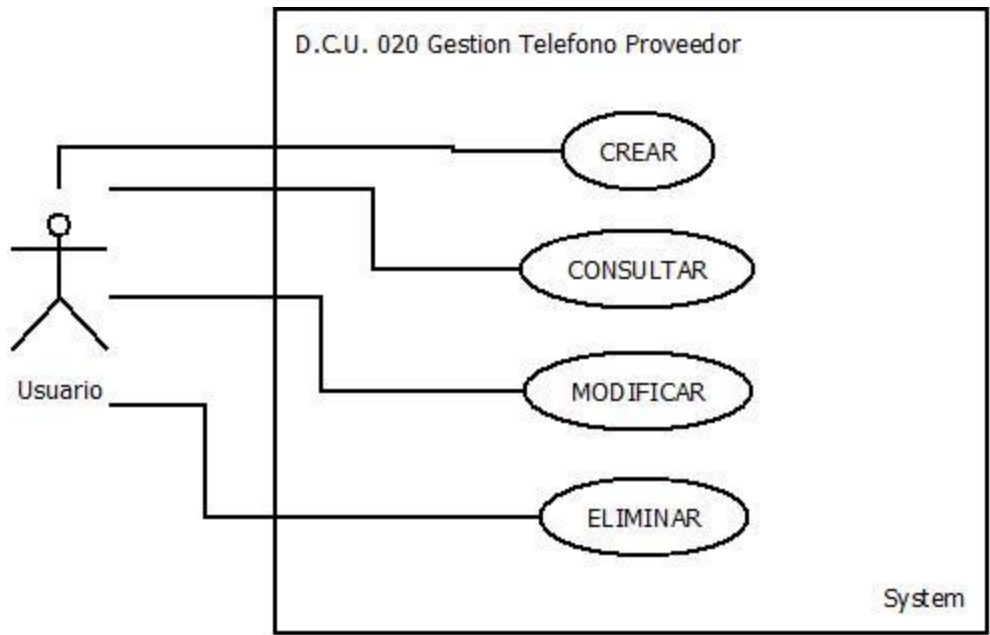 D.C.U. 020 Gestion Telefono Proveedor
CREAR
CONSULTAR
MODIFICAR
Usuario
ELIMINAR
System